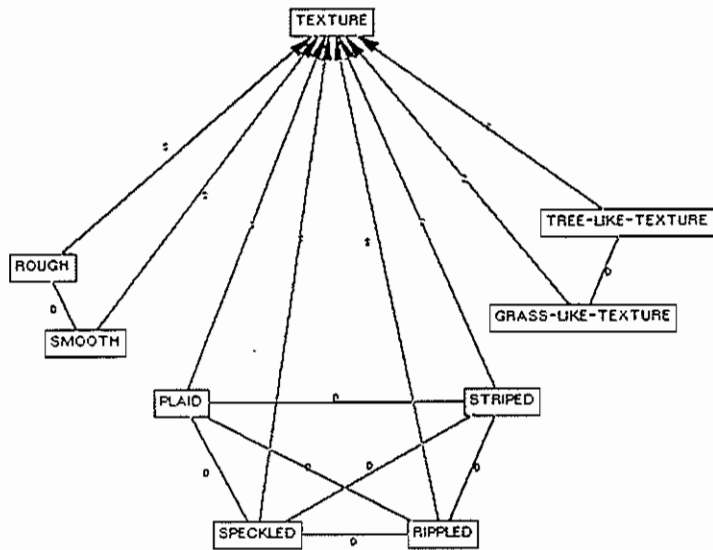 TEXTURE
TREE-LIKE-TEXTURE
ROUGH
GRASS-LIKE-TEXTURE
SMOOTH
PLAID
STRIPED
SPECKLED
RIPPLED